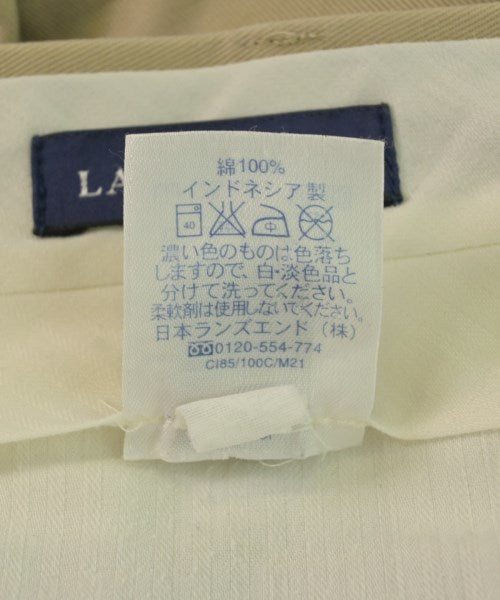 LA
綿100%
インドネシア製
40 中
濃い色のものは色落ち
しますので、白・淡色品と
分けて洗ってください。
柔軟剤は使用しないでください。
日本ランズエンド(株)
0120-554-774
CI85/100C/M21